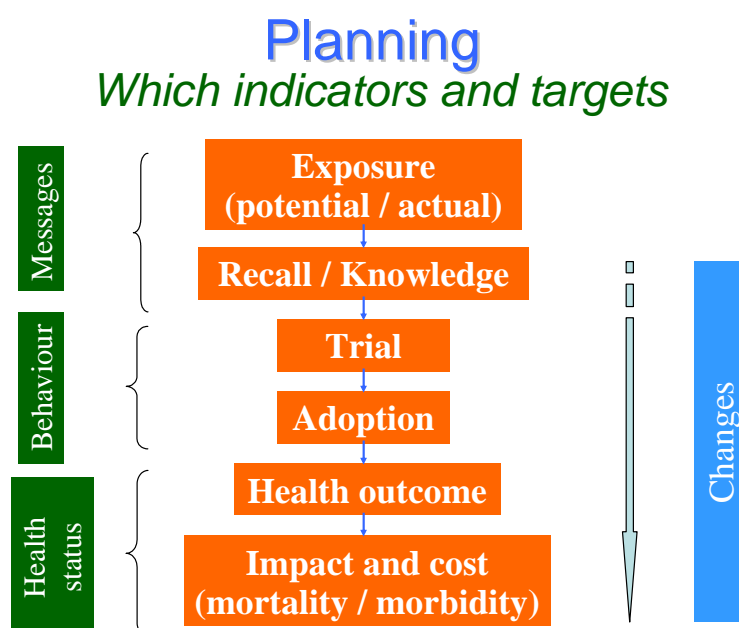 Planning
Which indicators and targets
Messages
Exposure
(potential / actual)
Recall / Knowledge
Behaviour
Trial
Adoption
Health
status
Health outcome
Impact and cost
(mortality / morbidity)
Changes